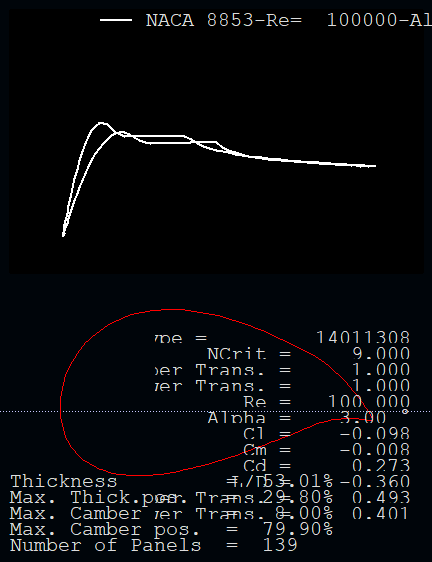 NACA 8853-Re=  100000-Al
ype =  14011308
NCrit =  9.000
per Trans. =  1.000
wer Trans. =  1.000
Re =  100 000
Alpha =  3.00 °
Cl =  -0.098
Cm =  -0.008
Cd =  0.273
L/D  -0.360
Thickness  =  53.01%
Max. Thick.pos.  =  29.80%
per Trans. =  0.493
Max. Camber  =  8.00%
wer Trans. =  0.401
Max. Camber pos.  =  79.90%
Number of Panels  =  139